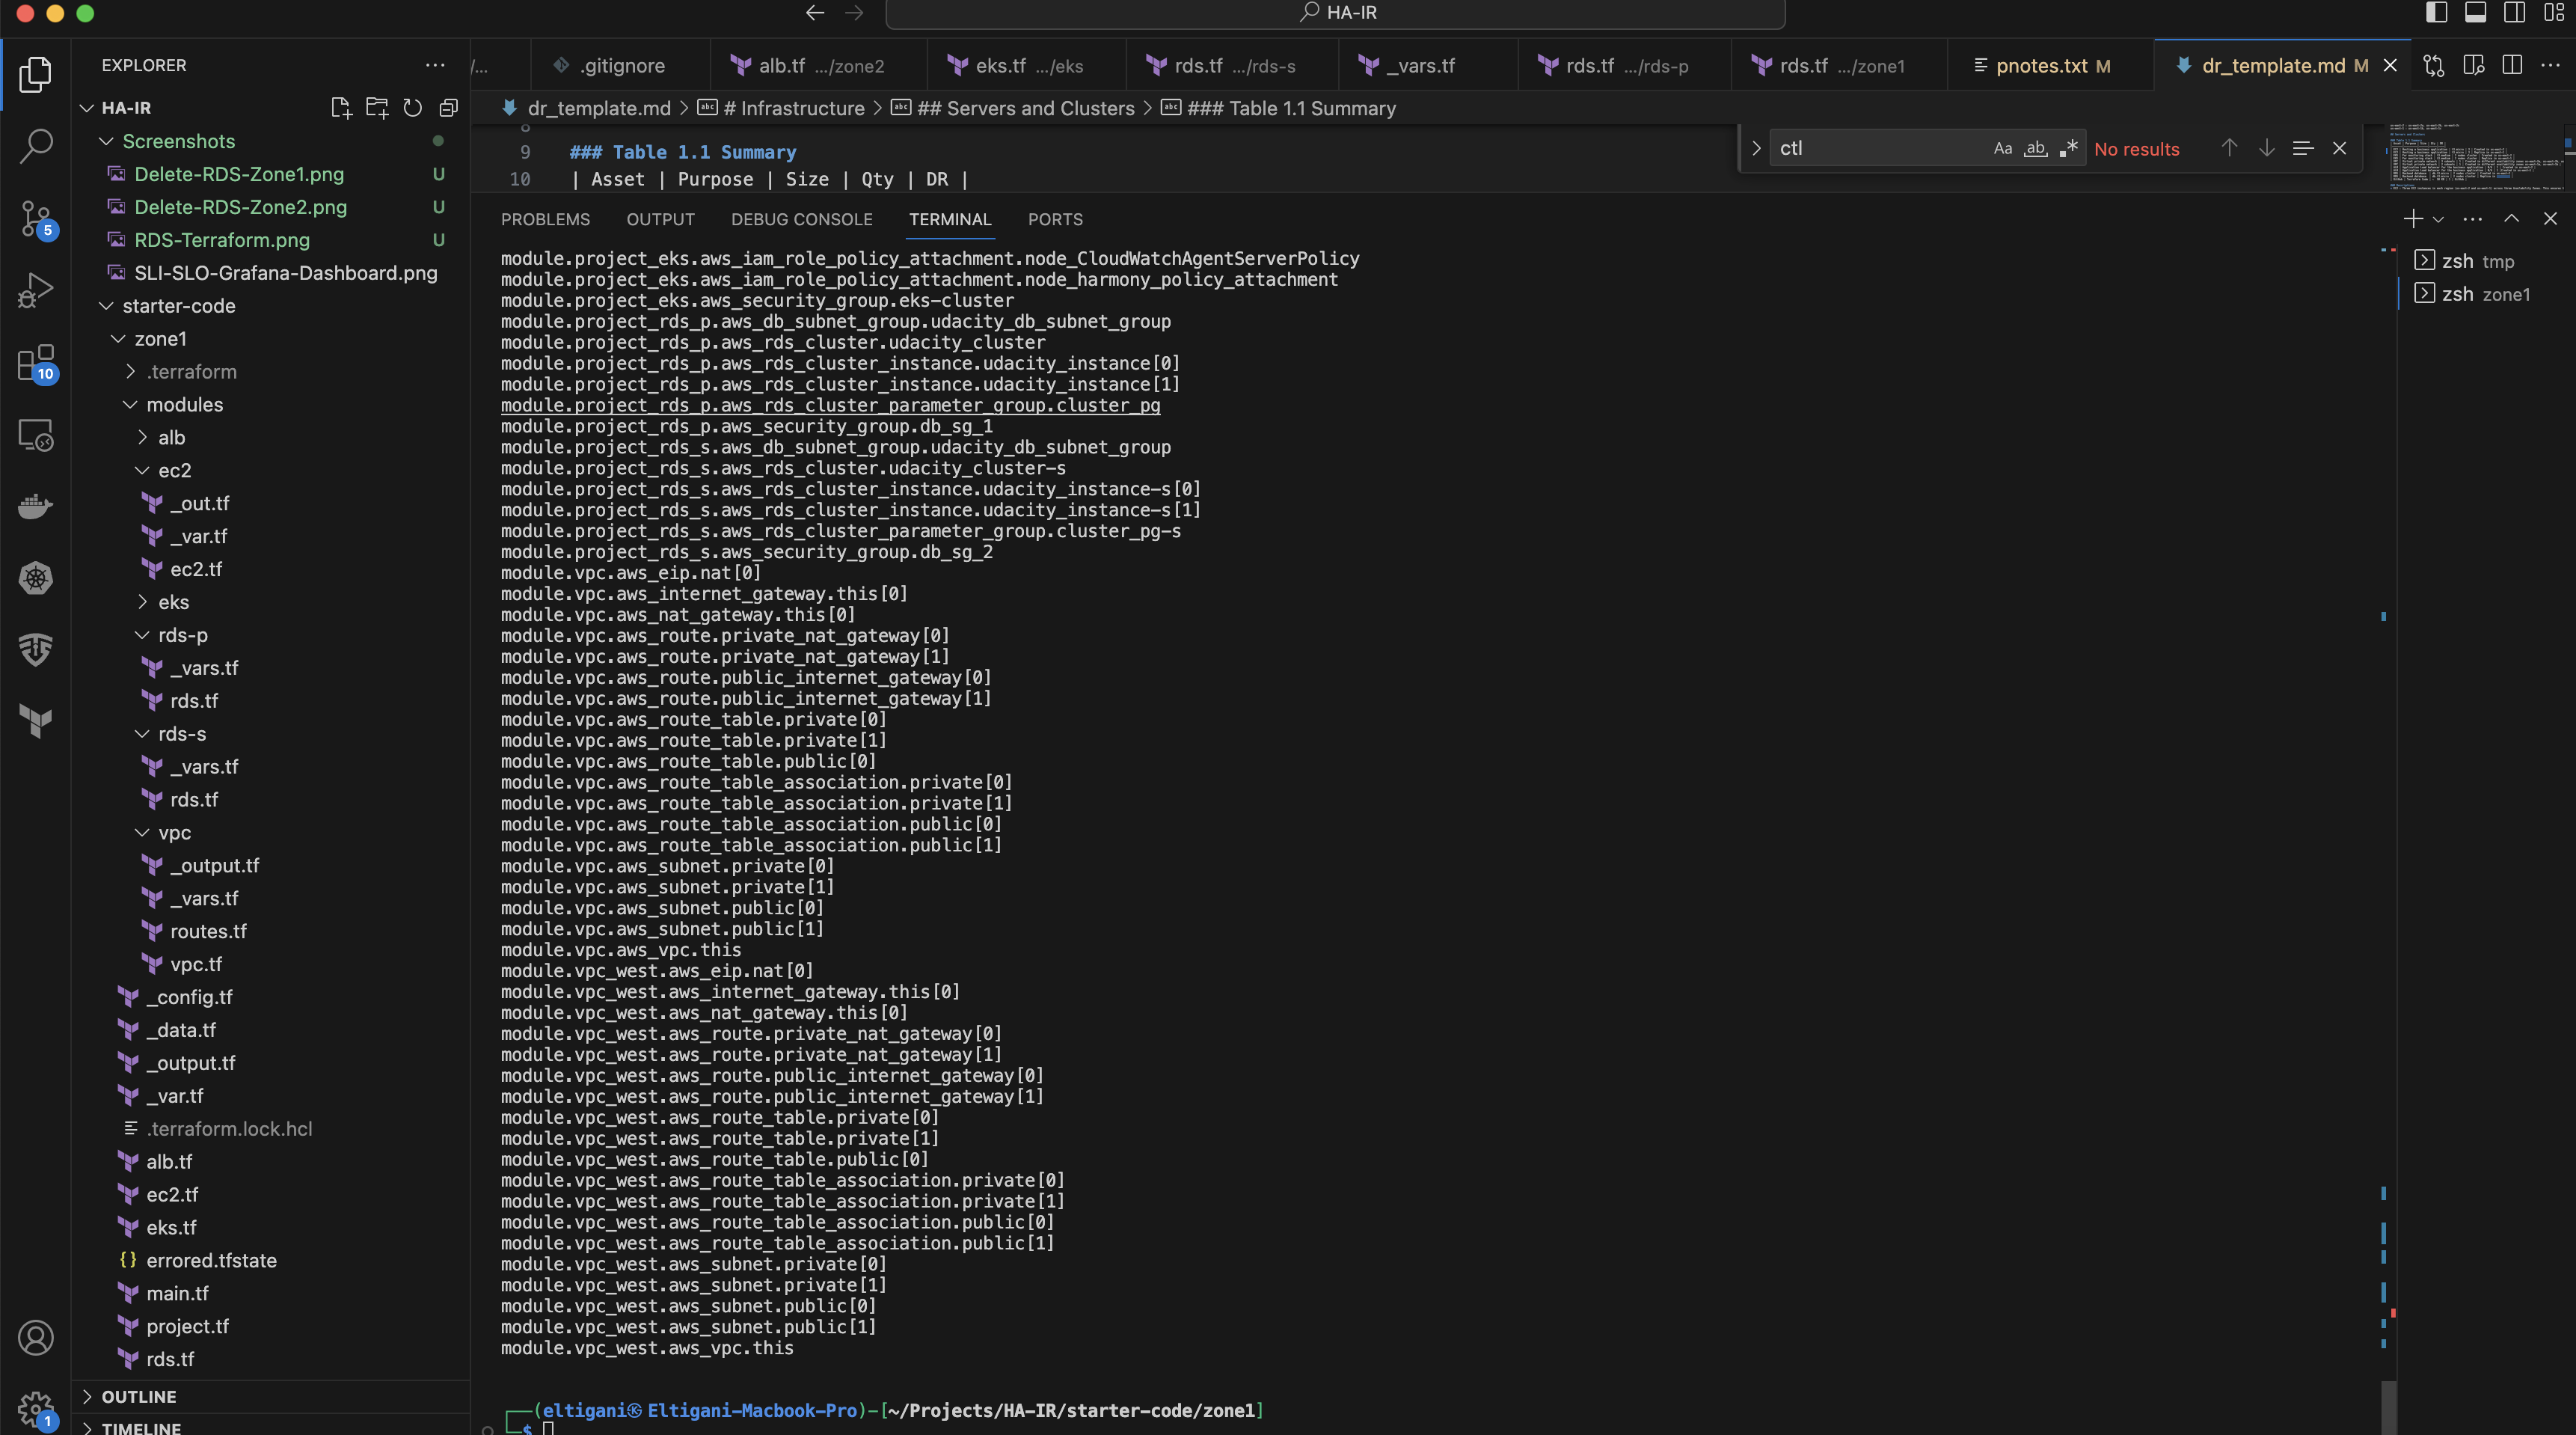 HA-IR
EXPLORER
/...
.gitignore
alb.tf .../zone2
eks.tf .../eks
rds.tf .../rds-s
_vars.tf
rds.tf .../rds-p
rds.tf .../zone1
pnotes.txt M
dr_template.md M
HA-IR
dr_template.md > # Infrastructure > ## Servers and Clusters > ### Table 1.1 Summary
Screenshots
Delete-RDS-Zone1.png U
Delete-RDS-Zone2.png U
RDS-Terraform.png U
SLI-SLO-Grafana-Dashboard.png
starter-code
zone1
.terraform
modules
alb
ec2
_out.tf
_var.tf
ec2.tf
eks
rds-p
_vars.tf
rds.tf
rds-s
_vars.tf
rds.tf
vpc
_output.tf
_vars.tf
routes.tf
vpc.tf
_config.tf
_data.tf
_output.tf
_var.tf
.terraform.lock.hcl
alb.tf
ec2.tf
eks.tf
errored.tfstate
main.tf
project.tf
rds.tf
OUTLINE
TIMELINE
5
10
1
9 ### Table 1.1 Summary
10 | Asset | Purpose | Size | Qty | DR |
ctl Aa ab .* No results
PROBLEMS OUTPUT DEBUG CONSOLE TERMINAL PORTS
zsh tmp
zsh zone1
module.project_eks.aws_iam_role_policy_attachment.node_CloudWatchAgentServerPolicy
module.project_eks.aws_iam_role_policy_attachment.node_harmony_policy_attachment
module.project_eks.aws_security_group.eks-cluster
module.project_rds_p.aws_db_subnet_group.udacity_db_subnet_group
module.project_rds_p.aws_rds_cluster.udacity_cluster
module.project_rds_p.aws_rds_cluster_instance.udacity_instance[0]
module.project_rds_p.aws_rds_cluster_instance.udacity_instance[1]
module.project_rds_p.aws_rds_cluster_parameter_group.cluster_pg
module.project_rds_p.aws_security_group.db_sg_1
module.project_rds_s.aws_db_subnet_group.udacity_db_subnet_group
module.project_rds_s.aws_rds_cluster.udacity_cluster-s
module.project_rds_s.aws_rds_cluster_instance.udacity_instance-s[0]
module.project_rds_s.aws_rds_cluster_instance.udacity_instance-s[1]
module.project_rds_s.aws_rds_cluster_parameter_group.cluster_pg-s
module.project_rds_s.aws_security_group.db_sg_2
module.vpc.aws_eip.nat[0]
module.vpc.aws_internet_gateway.this[0]
module.vpc.aws_nat_gateway.this[0]
module.vpc.aws_route.private_nat_gateway[0]
module.vpc.aws_route.private_nat_gateway[1]
module.vpc.aws_route.public_internet_gateway[0]
module.vpc.aws_route.public_internet_gateway[1]
module.vpc.aws_route_table.private[0]
module.vpc.aws_route_table.private[1]
module.vpc.aws_route_table.public[0]
module.vpc.aws_route_table_association.private[0]
module.vpc.aws_route_table_association.private[1]
module.vpc.aws_route_table_association.public[0]
module.vpc.aws_route_table_association.public[1]
module.vpc.aws_subnet.private[0]
module.vpc.aws_subnet.private[1]
module.vpc.aws_subnet.public[0]
module.vpc.aws_subnet.public[1]
module.vpc.aws_vpc.this
module.vpc_west.aws_eip.nat[0]
module.vpc_west.aws_internet_gateway.this[0]
module.vpc_west.aws_nat_gateway.this[0]
module.vpc_west.aws_route.private_nat_gateway[0]
module.vpc_west.aws_route.private_nat_gateway[1]
module.vpc_west.aws_route.public_internet_gateway[0]
module.vpc_west.aws_route.public_internet_gateway[1]
module.vpc_west.aws_route_table.private[0]
module.vpc_west.aws_route_table.private[1]
module.vpc_west.aws_route_table.public[0]
module.vpc_west.aws_route_table_association.private[0]
module.vpc_west.aws_route_table_association.private[1]
module.vpc_west.aws_route_table_association.public[0]
module.vpc_west.aws_route_table_association.public[1]
module.vpc_west.aws_subnet.private[0]
module.vpc_west.aws_subnet.private[1]
module.vpc_west.aws_subnet.public[0]
module.vpc_west.aws_subnet.public[1]
module.vpc_west.aws_vpc.this
┌──(eltigani㉿Eltigani-Macbook-Pro)-[~/Projects/HA-IR/starter-code/zone1]
└─$